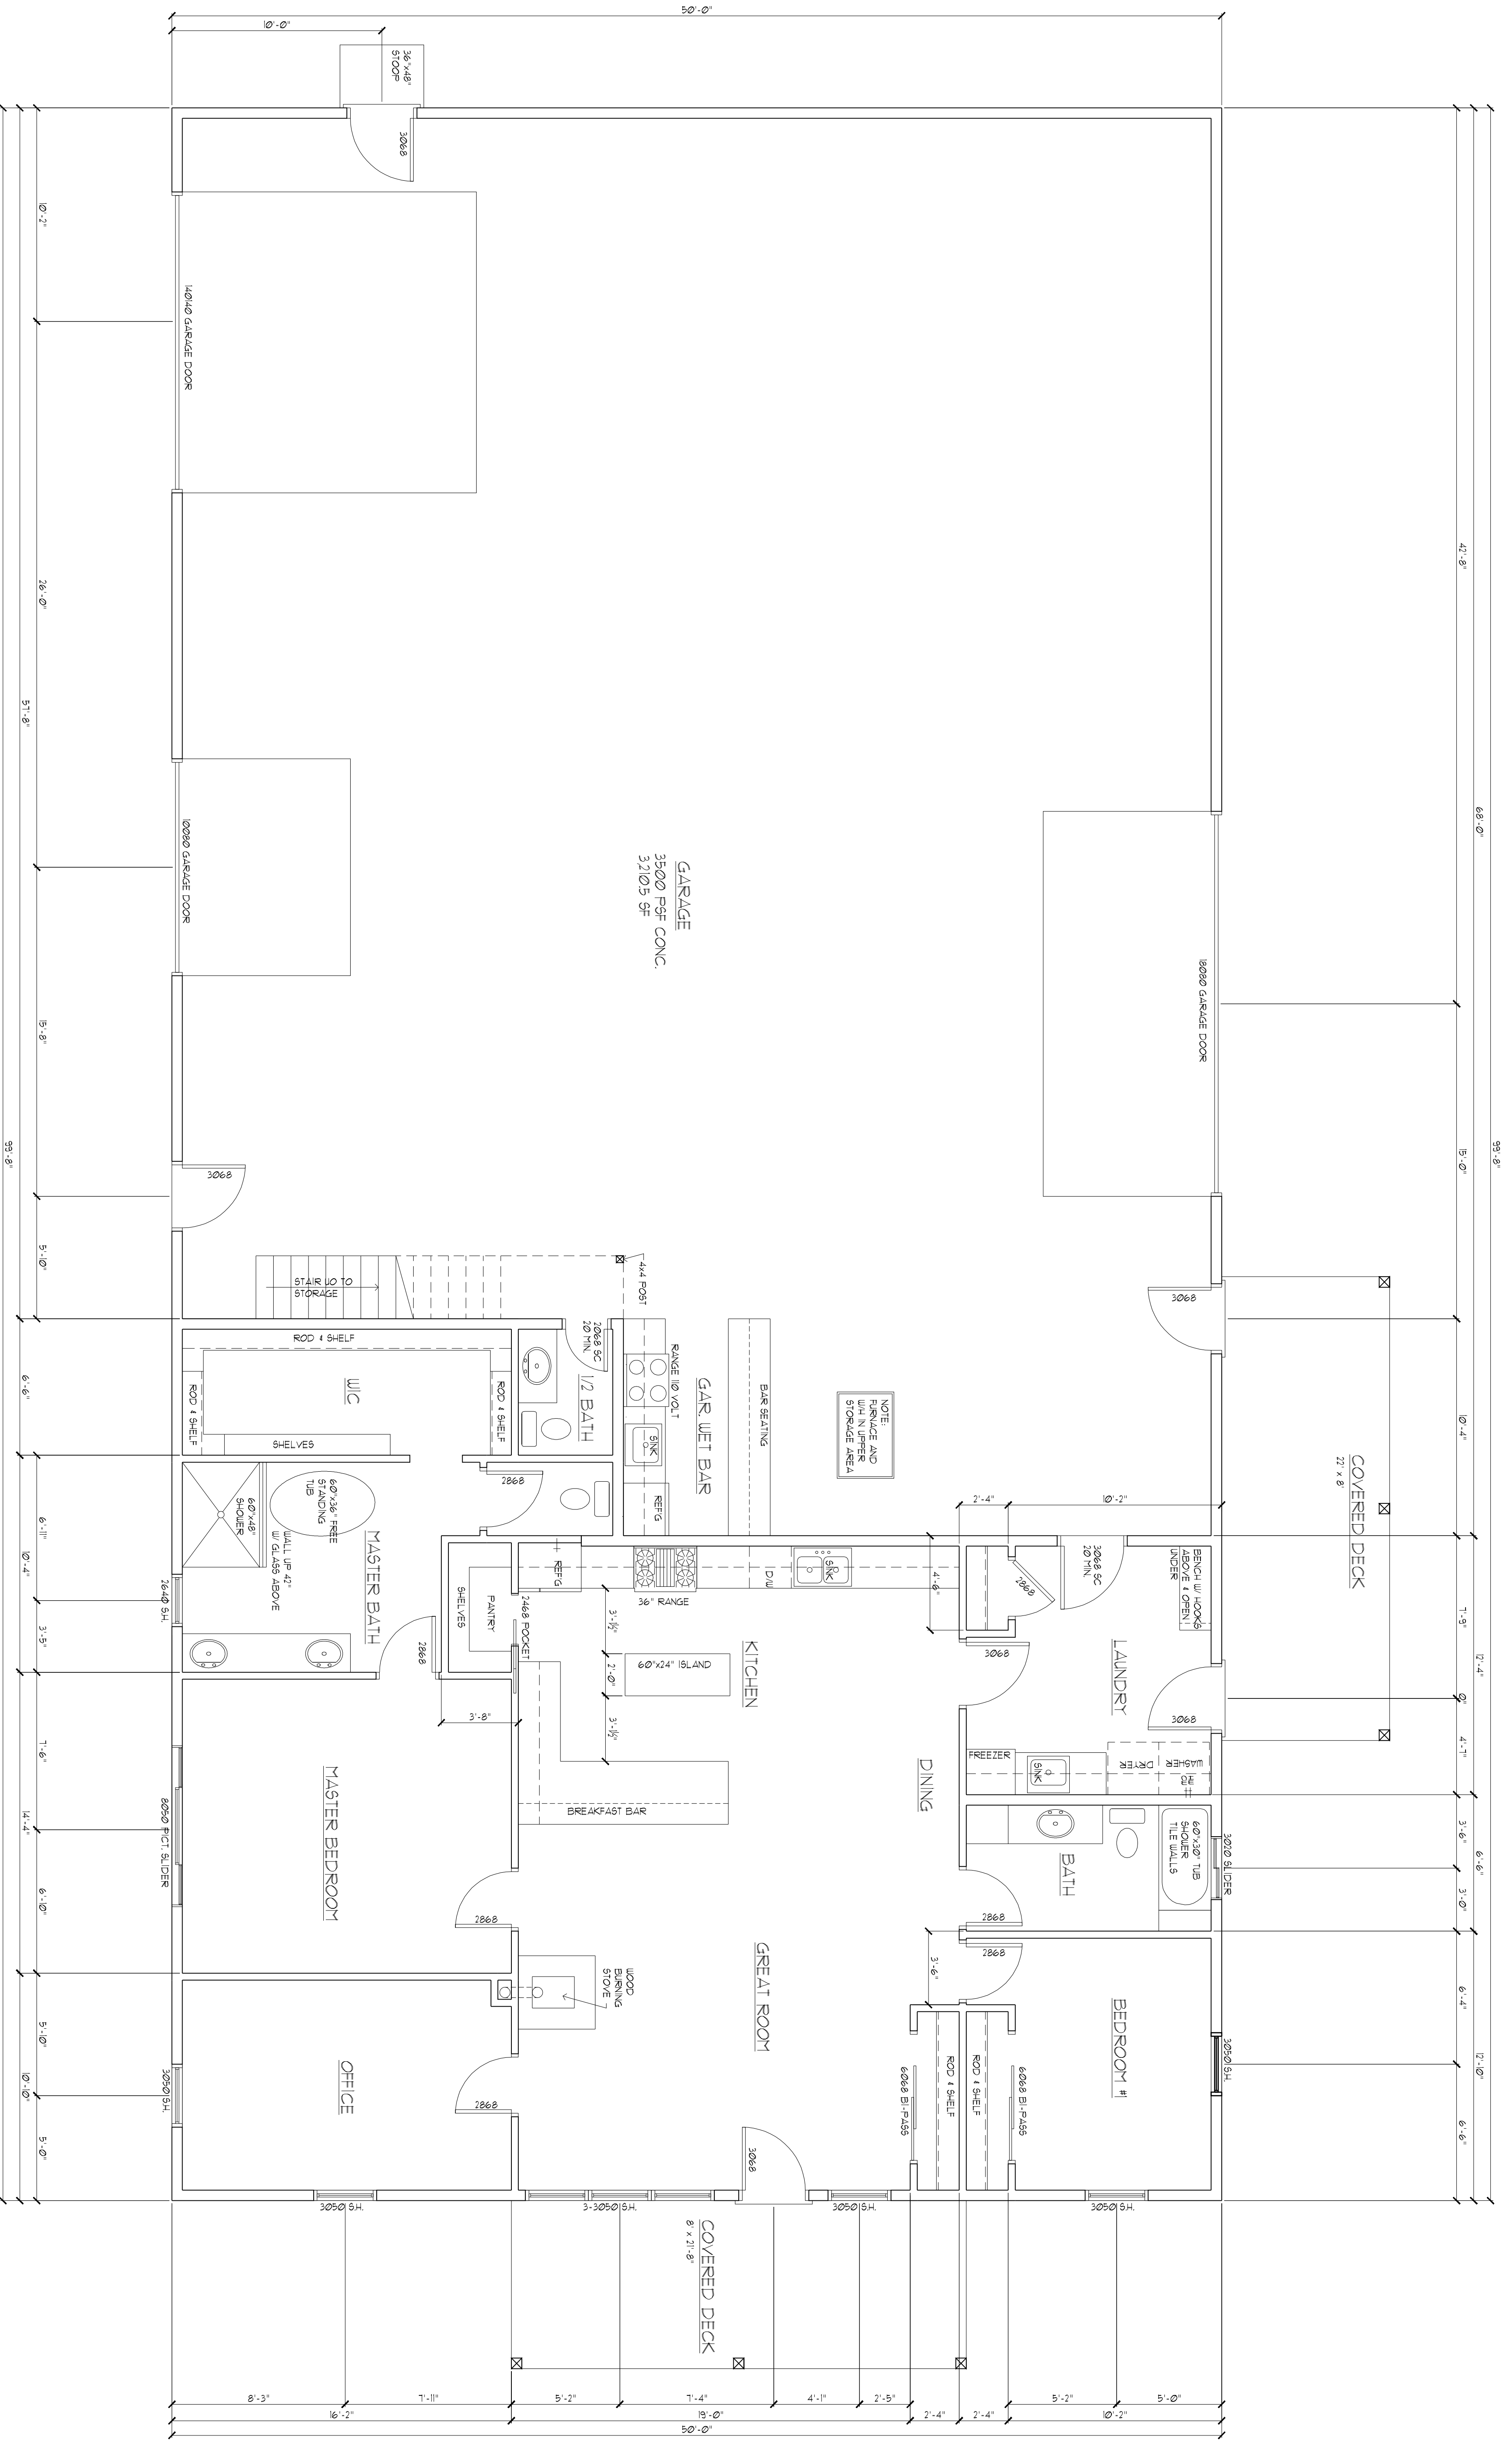 50'-0"
10'-0"
36"x48"
STOOP
3068
10'-2"
26'-0"
15'-8"
5'-10"
57'-8"
99'-8"
6'-6"
6'-11"
3'-5"
10'-4"
7'-6"
6'-10"
14'-4"
5'-10"
5'-0"
10'-10"
42'-8"
15'-0"
10'-4"
68'-0"
99'-8"
7'-9"
0"
4'-7"
12'-4"
3'-6"
3'-0"
6'-6"
6'-4"
6'-6"
12'-10"
140140 GARAGE DOOR
10080 GARAGE DOOR
18080 GARAGE DOOR
GARAGE
3500 PSF CONC.
3,210.5 SF
3068
3068
STAIR UO TO
STORAGE
4x4 POST
COVERED DECK
22' x 8'
NOTE:
FURNACE AND
W/H IN UPPER
STORAGE AREA
ROD & SHELF
ROD & SHELF
ROD & SHELF
WIC
SHELVES
2068 SC
20 MIN.
1/2 BATH
RANGE 110 VOLT
SINK
REF'G
GAR. WET BAR
BAR SEATING
2'-4"
10'-2"
60"x36" FREE
STANDING
TUB
60"x48"
SHOWER
WALL UP 42"
W/ GLASS ABOVE
MASTER BATH
2640 S.H.
2868
2868
SHELVES
PANTRY
2468 POCKET
REF'G
36" RANGE
D/W
SINK
4'-6"
2868
3068 SC
20 MIN.
BENCH W/ HOOKS
ABOVE & OPEN
UNDER
3'-1½"
2'-0"
3'-1½"
60"x24" ISLAND
KITCHEN
3068
LAUNDRY
3068
3'-8"
BREAKFAST BAR
DINING
FREEZER
SINK
DRYER
WASHER
MASTER BEDROOM
8050 PICT. SLIDER
2868
BATH
60"x30" TUB
SHOWER
TILE WALLS
3020 SLIDER
2868
2868
3'-6"
WOOD
BURNING
STOVE
GREAT ROOM
BEDROOM #1
3050 S.H.
OFFICE
3050 S.H.
2868
6068 BI-PASS
ROD & SHELF
ROD & SHELF
6068 BI-PASS
3068
3050 S.H.
3-3050 S.H.
3050 S.H.
3050 S.H.
COVERED DECK
8' x 21'-8"
8'-3"
7'-11"
5'-2"
7'-4"
4'-1"
2'-5"
5'-2"
5'-0"
16'-2"
19'-0"
2'-4"
2'-4"
10'-2"
50'-0"